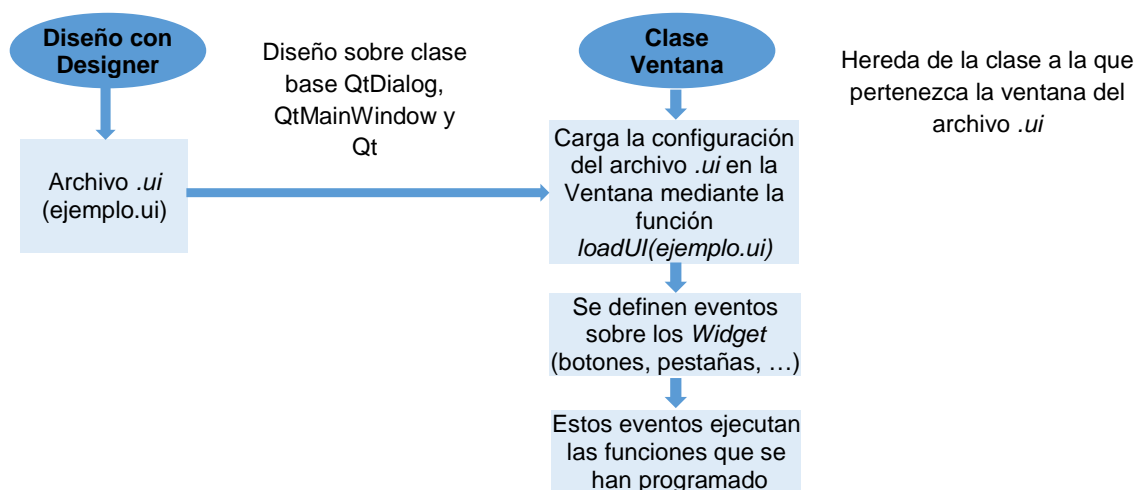 Diseño con
Designer
Diseño sobre clase
base QtDialog,
QtMainWindow y
Qt
Clase
Ventana
Hereda de la clase a la que
pertenezca la ventana del
archivo .ui
Archivo .ui
(ejemplo.ui)
Carga la configuración
del archivo .ui en la
Ventana mediante la
función
loadUI(ejemplo.ui)
Se definen eventos
sobre los Widget
(botones, pestañas, …)
Estos eventos ejecutan
las funciones que se
han programado